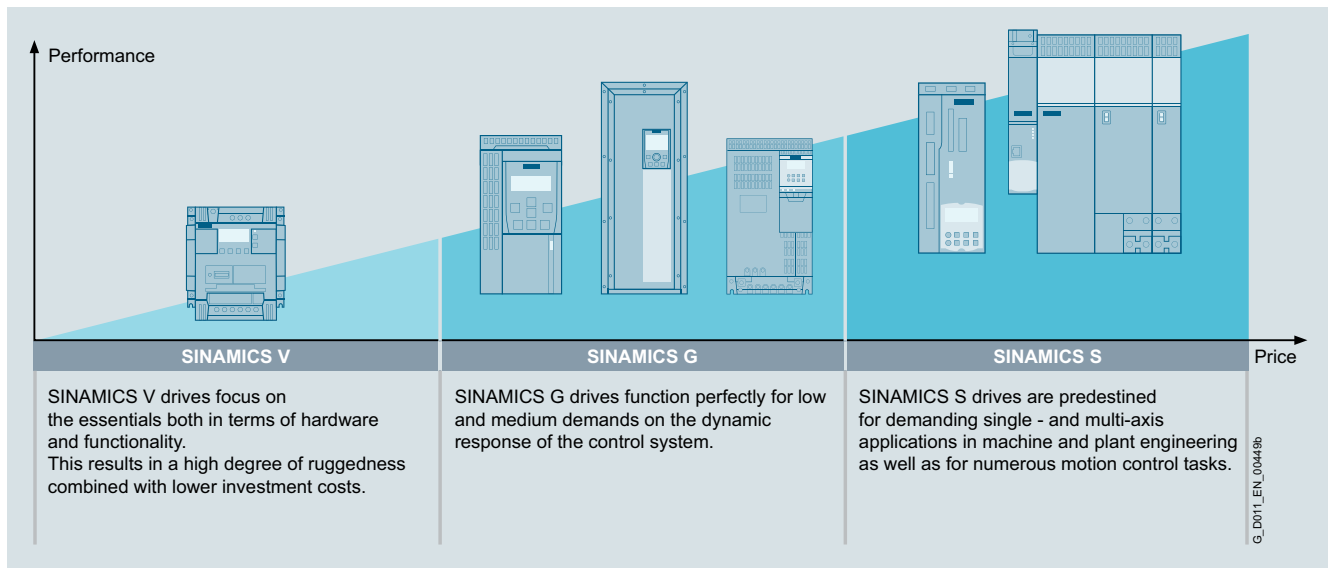 Performance
SINAMICS V
SINAMICS G
SINAMICS S
Price
SINAMICS V drives focus on
the essentials both in terms of hardware
and functionality.
This results in a high degree of ruggedness
combined with lower investment costs.
SINAMICS G drives function perfectly for low
and medium demands on the dynamic
response of the control system.
SINAMICS S drives are predestined
for demanding single - and multi-axis
applications in machine and plant engineering
as well as for numerous motion control tasks.
G_D011_EN_00449b